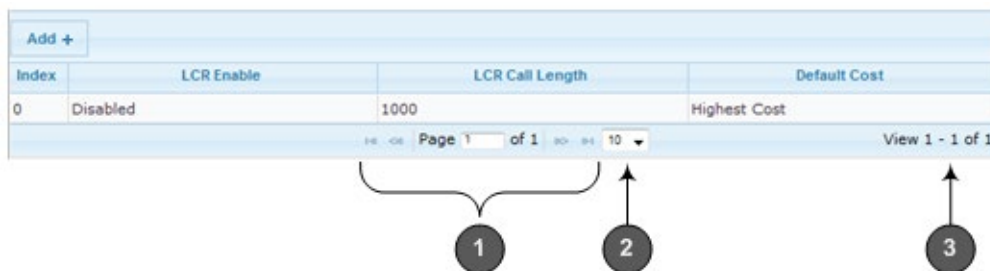 Add +
Index LCR Enable LCR Call Length Default Cost
0 Disabled 1000 Highest Cost
Page 1 of 1 10 View 1 - 1 of 1
1 2 3